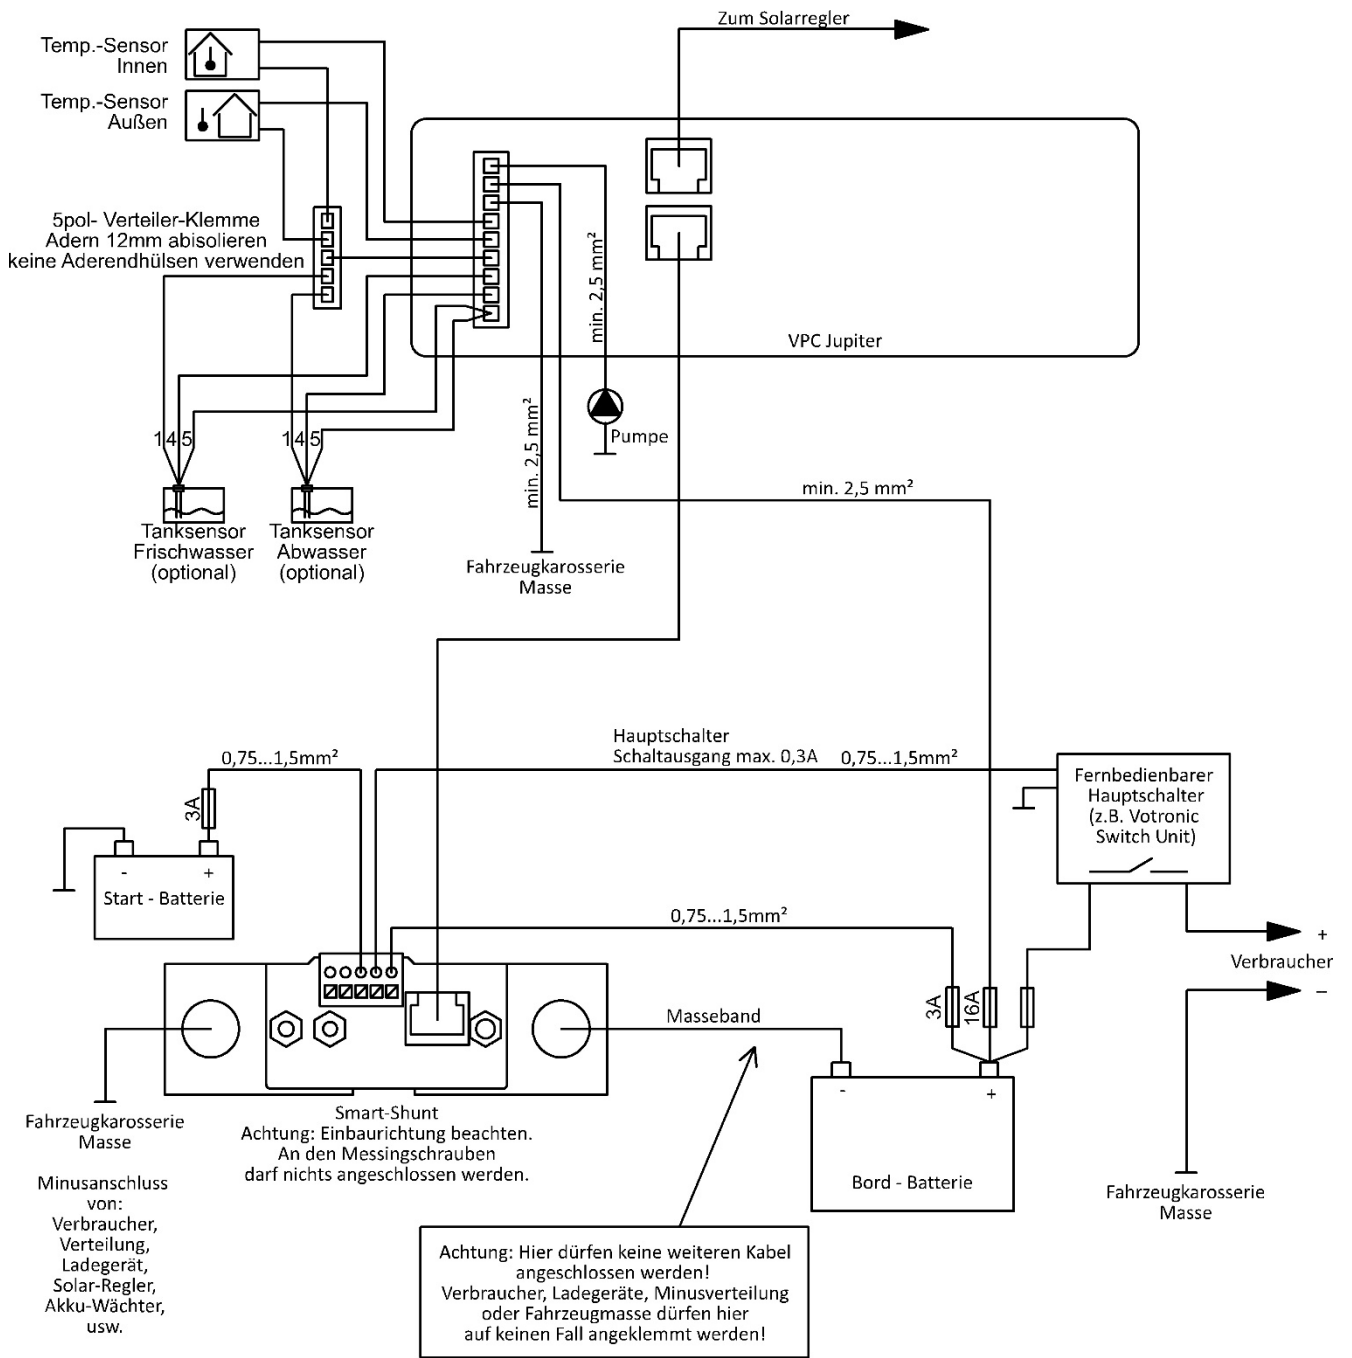 Zum Solarregler
Temp.-Sensor
Innen
Temp.-Sensor
Außen
5pol- Verteiler-Klemme
Adern 12mm abisolieren
keine Aderendhülsen verwenden
min. 2,5 mm²
VPC Jupiter
Pumpe
min. 2,5 mm²
min. 2,5 mm²
1 4 5
1 4 5
Tanksensor
Frischwasser
(optional)
Tanksensor
Abwasser
(optional)
Fahrzeugkarosserie
Masse
Hauptschalter
Schaltausgang max. 0,3A
0,75...1,5mm²
0,75...1,5mm²
Fernbedienbarer
Hauptschalter
(z.B. Votronic
Switch Unit)
3A
- +
Start - Batterie
0,75...1,5mm²
+
Verbraucher
–
3A
16A
Masseband
- +
Bord - Batterie
Smart-Shunt
Achtung: Einbaurichtung beachten.
An den Messingschrauben
darf nichts angeschlossen werden.
Fahrzeugkarosserie
Masse
Minusanschluss
von:
Verbraucher,
Verteilung,
Ladegerät,
Solar-Regler,
Akku-Wächter,
usw.
Fahrzeugkarosserie
Masse
Achtung: Hier dürfen keine weiteren Kabel
angeschlossen werden!
Verbraucher, Ladegeräte, Minusverteilung
oder Fahrzeugmasse dürfen hier
auf keinen Fall angeklemmt werden!